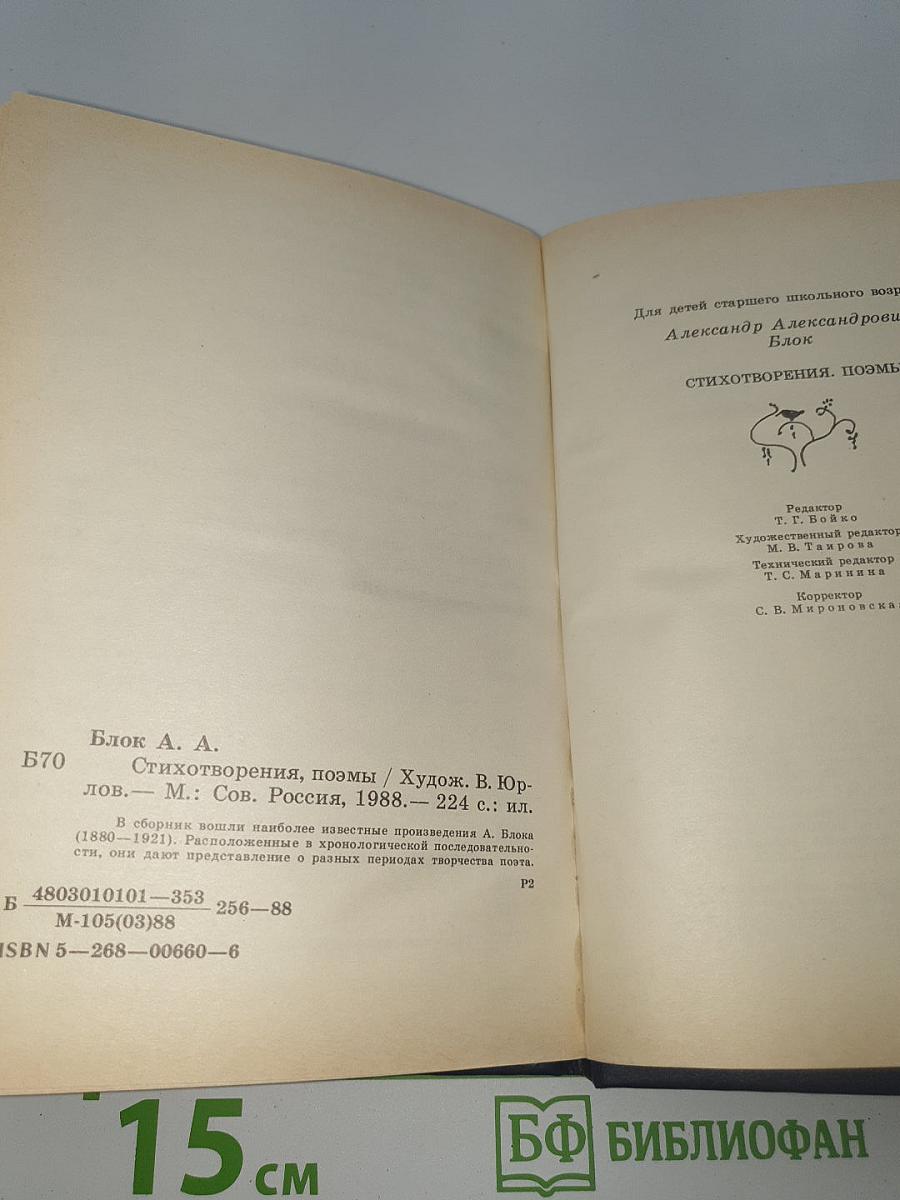 Блок А. А.
Б70
Стихотворения, поэмы / Худож. В. Юр-
лов.— М.: Сов. Россия, 1988.— 224 с.: ил.
В сборник вошли наиболее известные произведения А. Блока
(1880—1921). Расположенные в хронологической последовательно-
сти, они дают представление о разных периодах творчества поэта.
Р2
Б 4803010101—353 256—88
М-105(03)88
ISBN 5—268—00660—6
Для детей старшего школьного возр
Александр Александрови
Блок
СТИХОТВОРЕНИЯ. ПОЭМЫ
Редактор
Т. Г. Бойко
Художественный редактор
М. В. Таирова
Технический редактор
Т. С. Маринина
Корректор
С. В. Мироновска
15 см
БФ БИБЛИОФАН